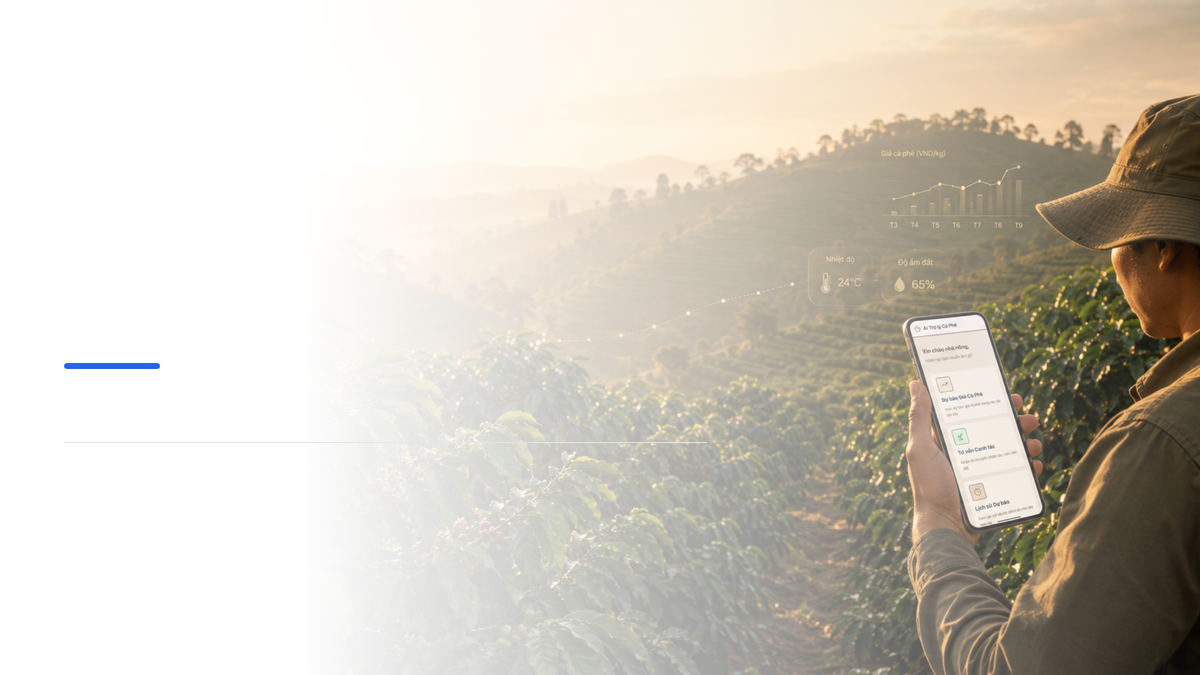 Giá cà phê (VND/kg)
T3 T4 T5 T6 T7 T8 T9
Nhiệt độ
24°C
Độ ẩm đất
65%
AI Trợ lý Cà Phê
Xin chào nhà nông,
Dự báo Giá Cà Phê
Tư vấn Canh tác
Lịch sử Dự báo